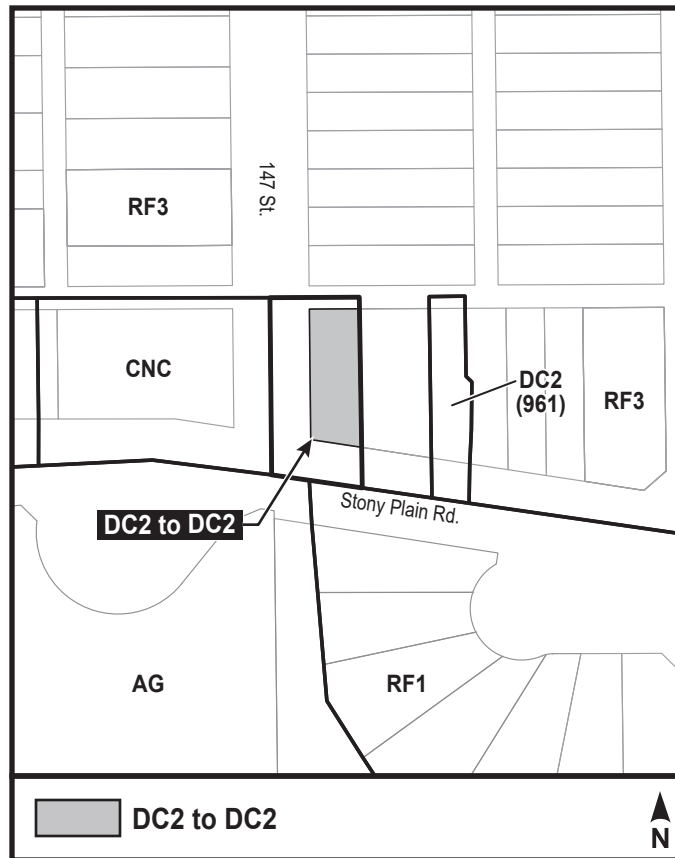 147 St.
RF3
CNC
DC2
(961)
RF3
DC2 to DC2
Stony Plain Rd.
AG
RF1
DC2 to DC2
N